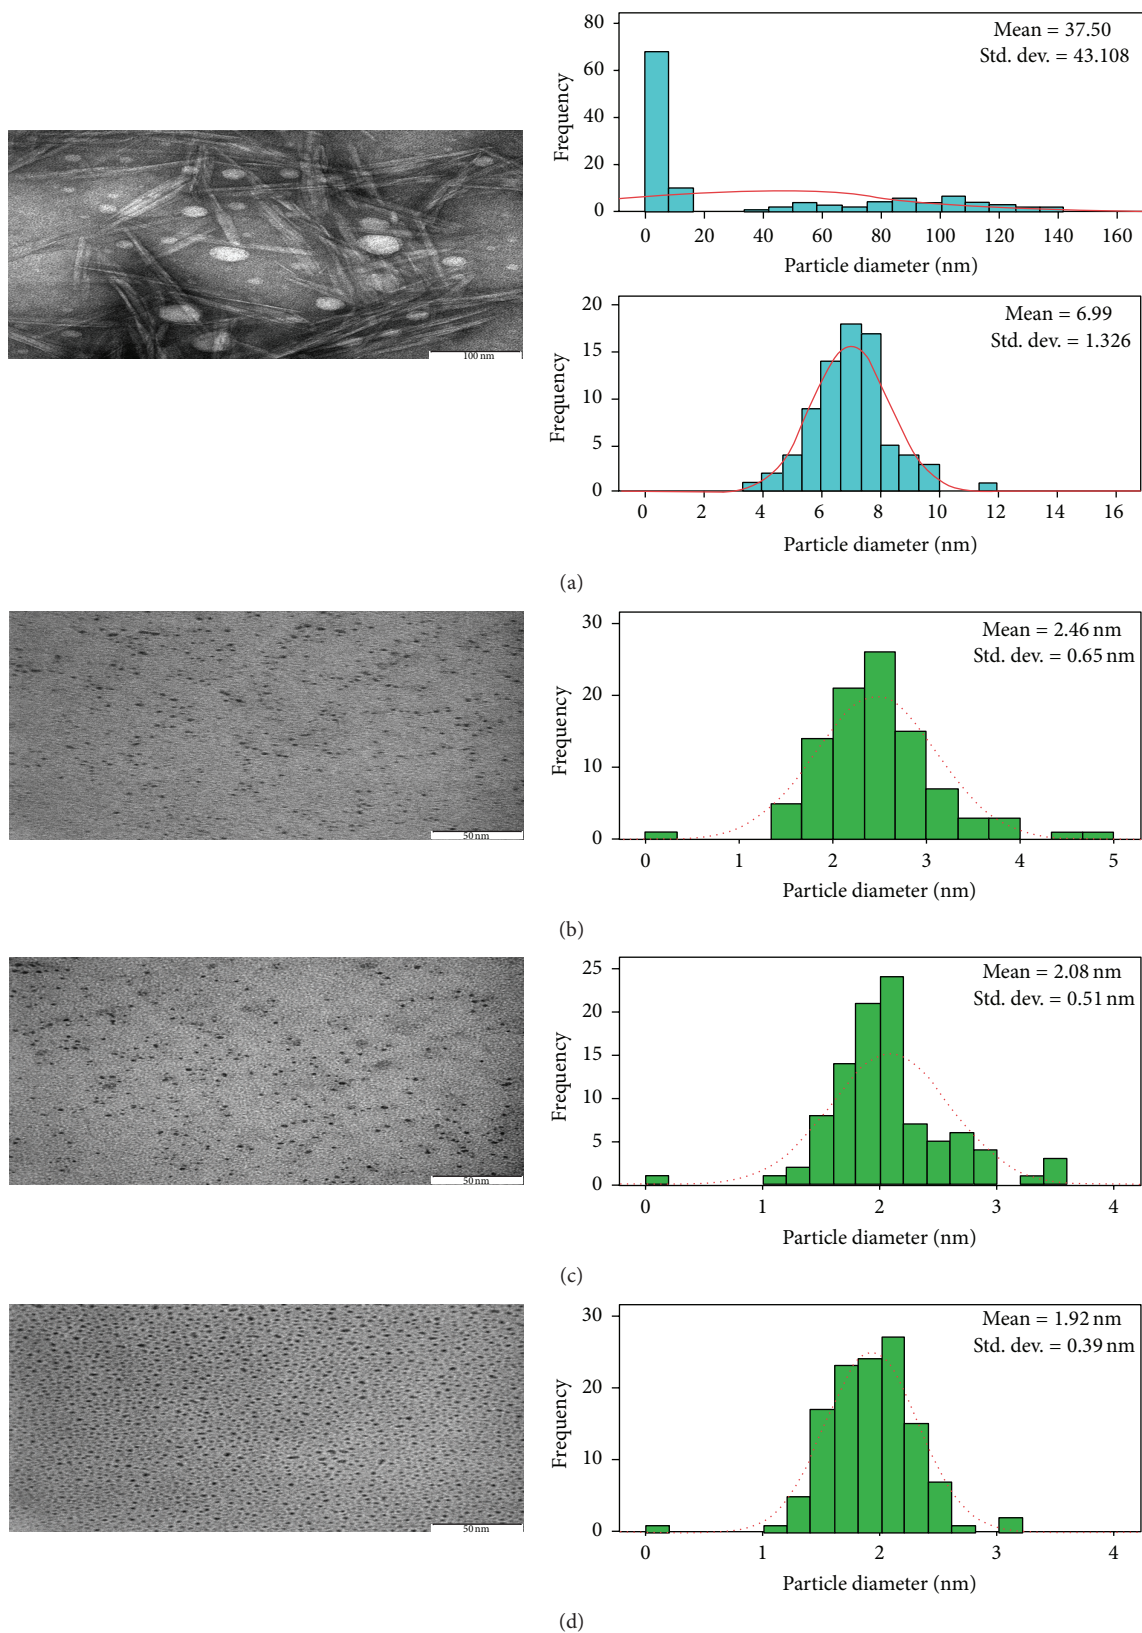 80
60
40
20
0
Frequency
Mean = 37.50
Std. dev. = 43.108
0 20 40 60 80 100 120 140 160
Particle diameter (nm)
100 nm
20
15
10
5
0
Frequency
Mean = 6.99
Std. dev. = 1.326
0 2 4 6 8 10 12 14 16
Particle diameter (nm)
(a)
50 nm
30
20
10
0
Frequency
Mean = 2.46 nm
Std. dev. = 0.65 nm
0 1 2 3 4 5
Particle diameter (nm)
(b)
50 nm
25
20
15
10
5
0
Frequency
Mean = 2.08 nm
Std. dev. = 0.51 nm
0 1 2 3 4
Particle diameter (nm)
(c)
50 nm
30
20
10
0
Frequency
Mean = 1.92 nm
Std. dev. = 0.39 nm
0 1 2 3 4
Particle diameter (nm)
(d)